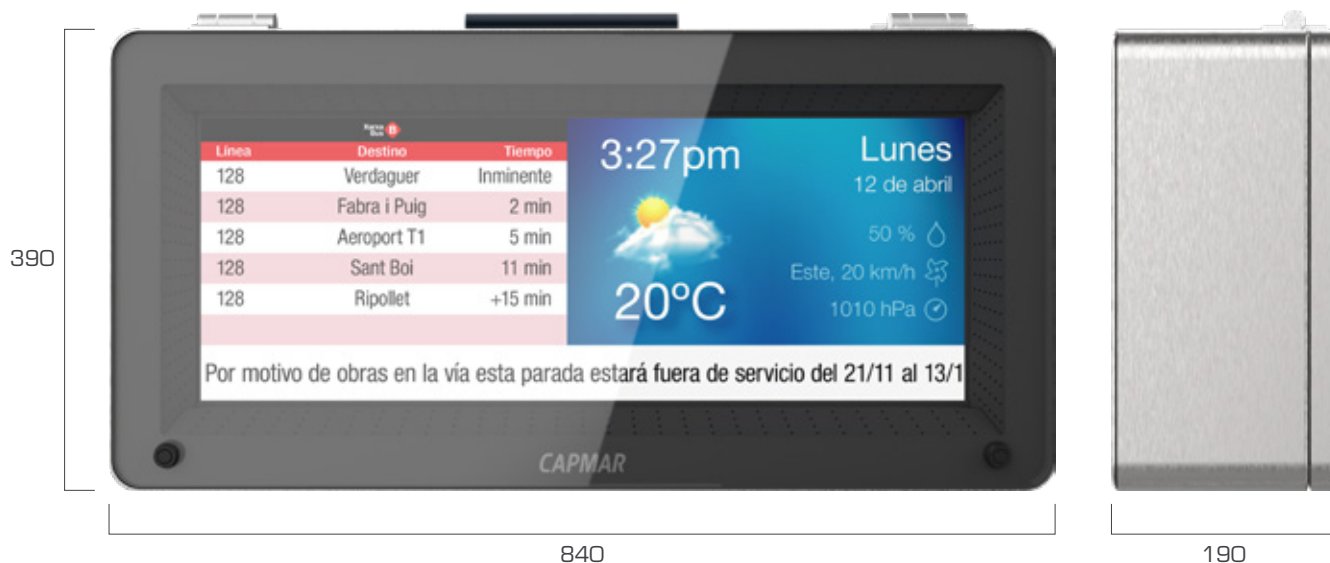 B
Línea Destino Tiempo
128 Verdaguer Inminente
128 Fabra i Puig 2 min
128 Aeroport T1 5 min
128 Sant Boi 11 min
128 Ripollet +15 min
3:27pm
20ºC
Lunes
12 de abril
50 %
Este, 20 km/h
1010 hPa
Por motivo de obras en la vía esta parada estará fuera de servicio del 21/11 al 13/1
CAPMAR
390
840
190